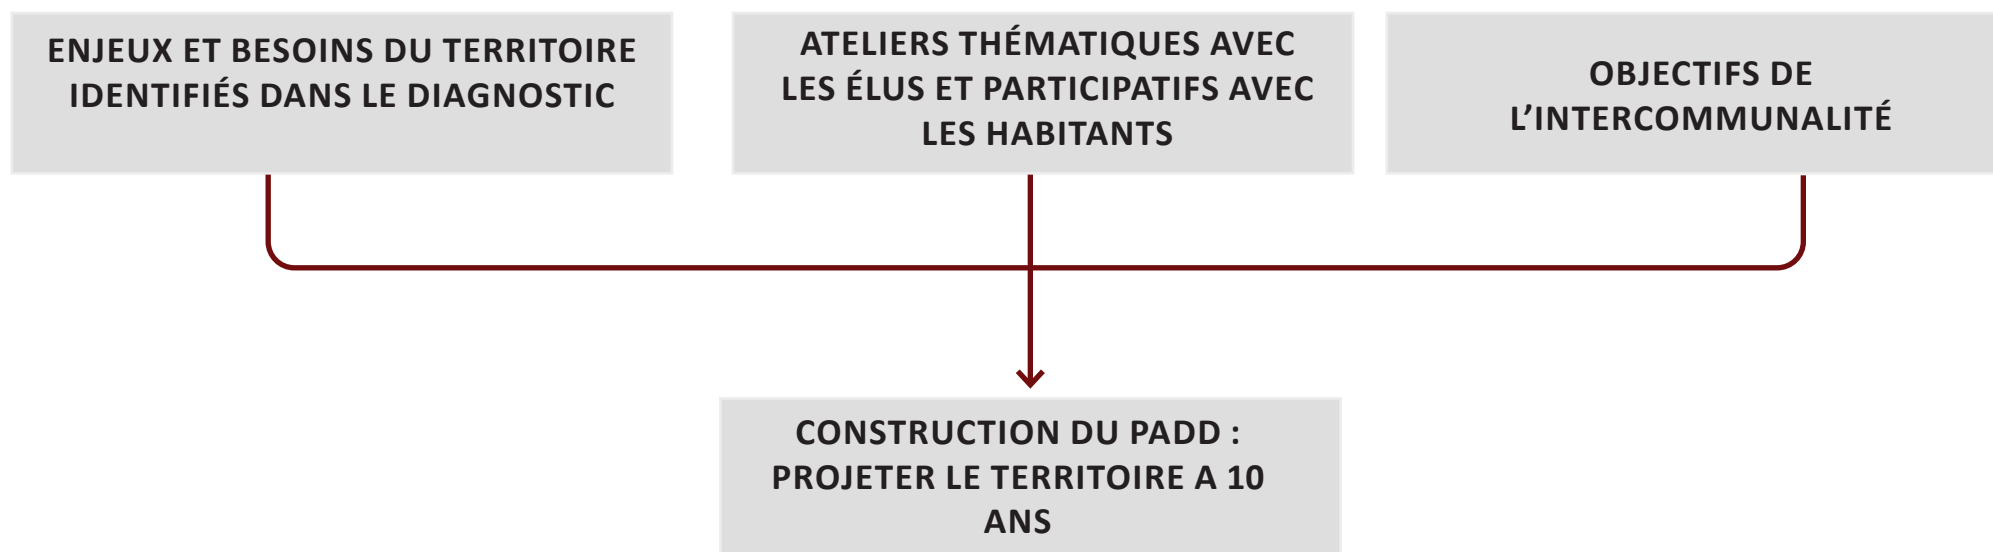 ENJEUX ET BESOINS DU TERRITOIRE
IDENTIFIÉS DANS LE DIAGNOSTIC
ATELIERS THÉMATIQUES AVEC
LES ÉLUS ET PARTICIPATIFS AVEC
LES HABITANTS
OBJECTIFS DE
L’INTERCOMMUNALITÉ
CONSTRUCTION DU PADD :
PROJETER LE TERRITOIRE A 10
ANS